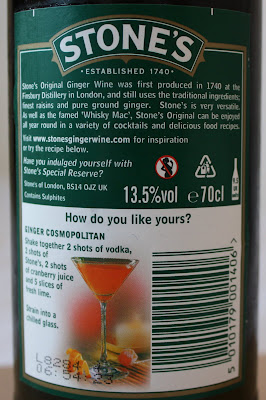 STONE'S
· ESTABLISHED 1740 ·
Stone's Original Ginger Wine was first produced in 1740 at the
Finsbury Distillery in London, and still uses the traditional ingredients;
finest raisins and pure ground ginger. Stone's is very versatile.
As well as the famed 'Whisky Mac', Stone's Original can be enjoyed
all year round in a variety of cocktails and delicious food recipes.
Visit www.stonesgingerwine.com for inspiration
or try the recipe below.
Have you indulged yourself with
Stone's Special Reserve?
Stone's of London, BS14 OJZ UK
Contains Sulphites
13.5%vol e70cl
How do you like yours?
GINGER COSMOPOLITAN
Shake together 2 shots of vodka,
2 shots of
Stone's, 2 shots
of cranberry juice
and 5 slices of
fresh lime.
Strain into a
chilled glass.
5 010179 001406 >